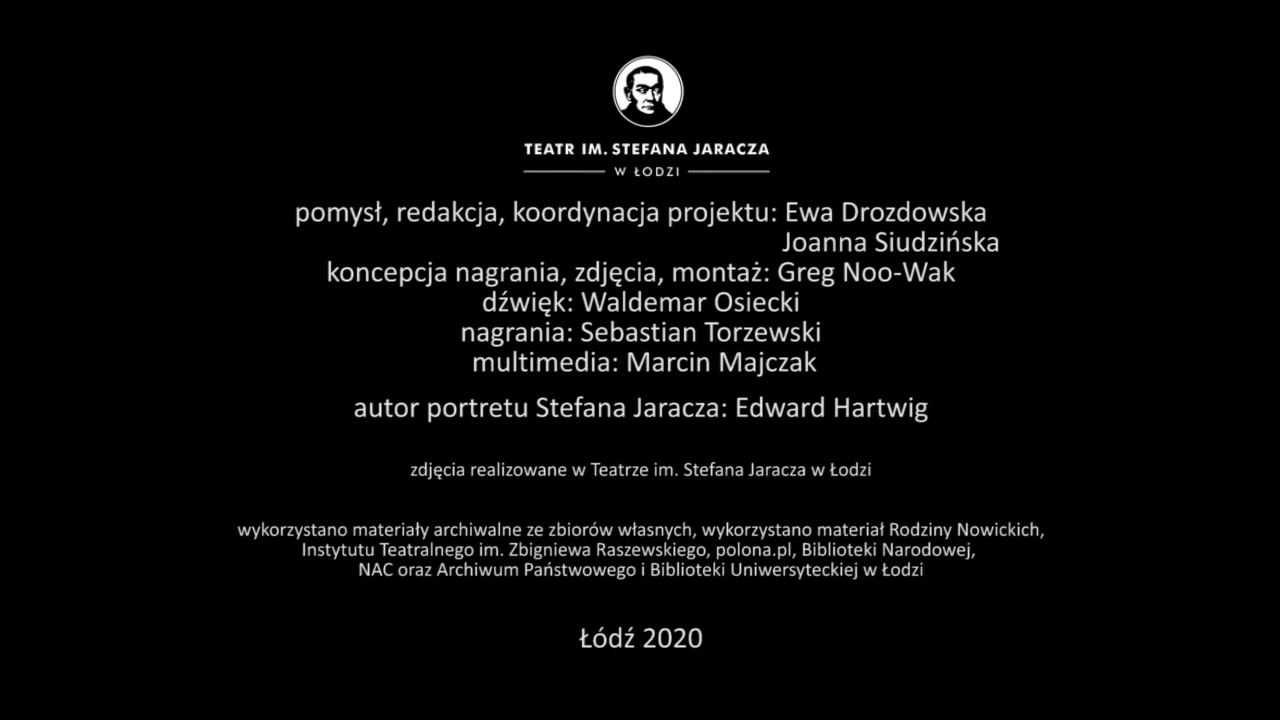 TEATR IM. STEFANA JARACZA
W ŁODZI
pomysł, redakcja, koordynacja projektu: Ewa Drozdowska
Joanna Siudzińska
koncepcja nagrania, zdjęcia, montaż: Greg Noo-Wak
dźwięk: Waldemar Osiecki
nagrania: Sebastian Torzewski
multimedia: Marcin Majczak
autor portretu Stefana Jaracza: Edward Hartwig
zdjęcia realizowane w Teatrze im. Stefana Jaracza w Łodzi
wykorzystano materiały archiwalne ze zbiorów własnych, wykorzystano materiał Rodziny Nowickich,
Instytutu Teatralnego im. Zbigniewa Raszewskiego, polona.pl, Biblioteki Narodowej,
NAC oraz Archiwum Państwowego i Biblioteki Uniwersyteckiej w Łodzi
Łódź 2020